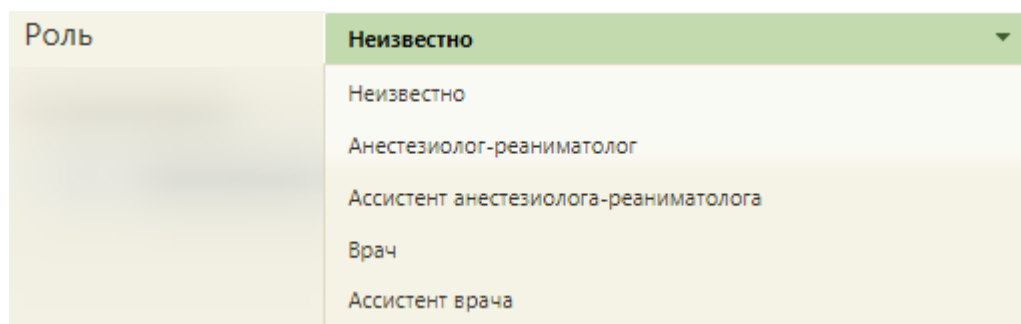 Роль
Неизвестно
Неизвестно
Анестезиолог-реаниматолог
Ассистент анестезиолога-реаниматолога
Врач
Ассистент врача